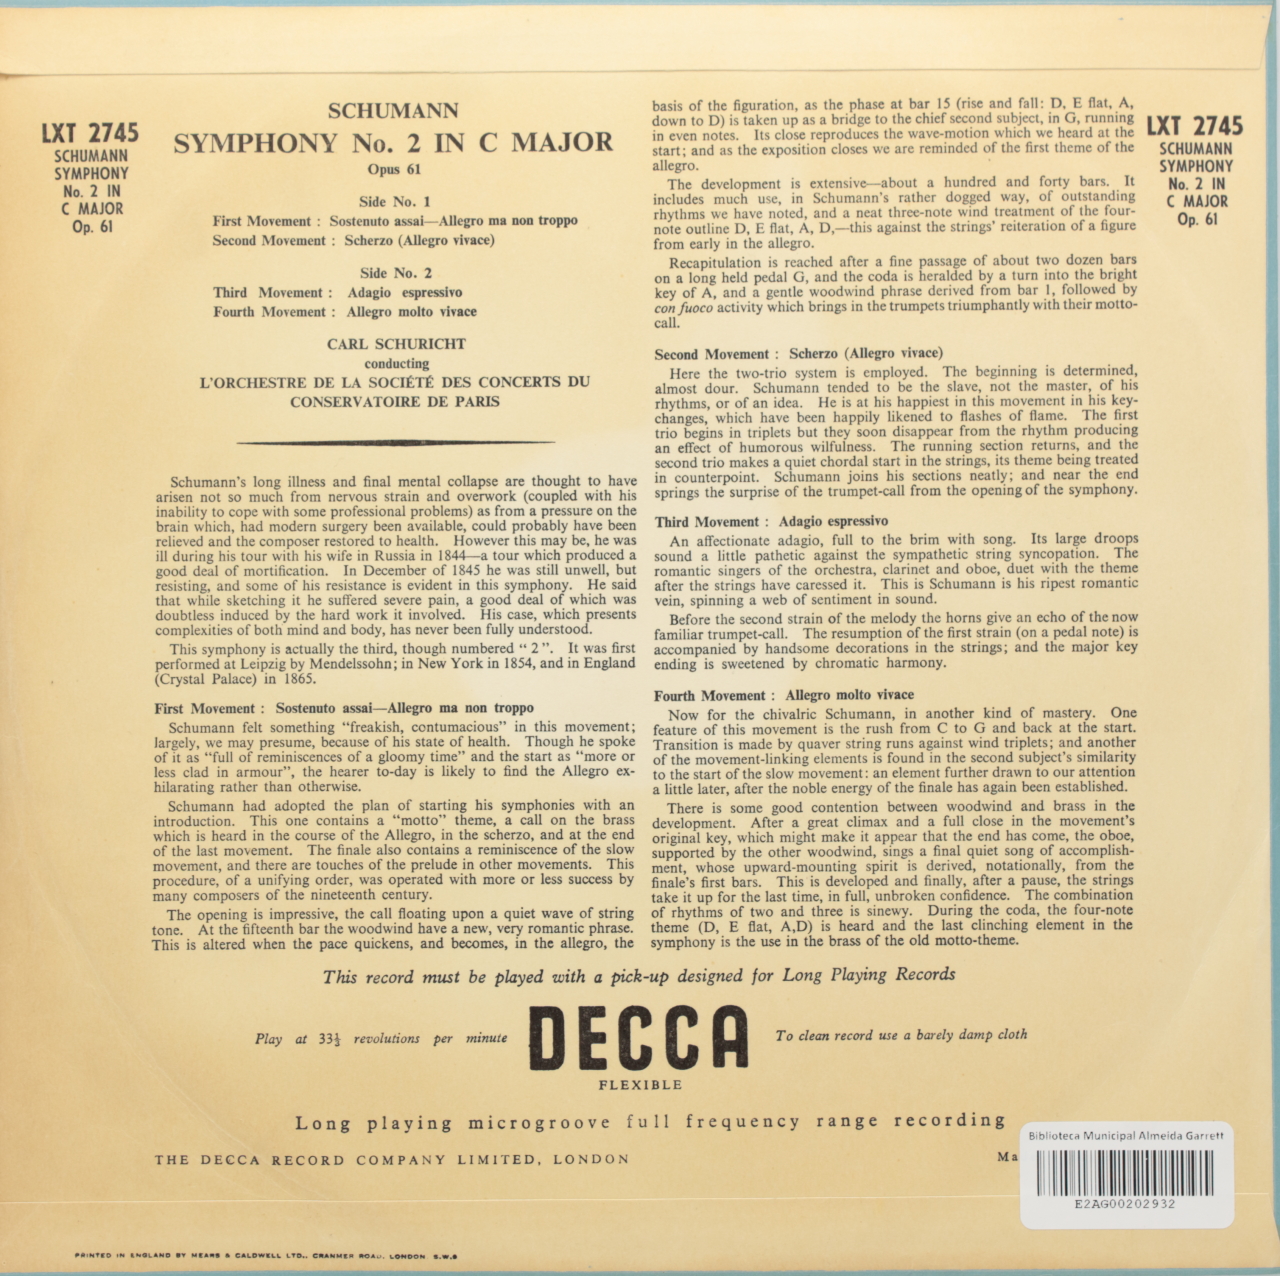 LXT 2745
SCHUMANN
SYMPHONY
No. 2 IN
C MAJOR
Op. 61
SCHUMANN
SYMPHONY No. 2 IN C MAJOR
Opus 61
Side No. 1
First Movement : Sostenuto assai—Allegro ma non troppo
Second Movement : Scherzo (Allegro vivace)
Side No. 2
Third Movement : Adagio espressivo
Fourth Movement : Allegro molto vivace
CARL SCHURICHT
conducting
L'ORCHESTRE DE LA SOCIÉTÉ DES CONCERTS DU
CONSERVATOIRE DE PARIS
Schumann's long illness and final mental collapse are thought to have
arisen not so much from nervous strain and overwork (coupled with his
inability to cope with some professional problems) as from a pressure on the
brain which, had modern surgery been available, could probably have been
relieved and the composer restored to health. However this may be, he was
ill during his tour with his wife in Russia in 1844—a tour which produced a
good deal of mortification. In December of 1845 he was still unwell, but
resisting, and some of his resistance is evident in this symphony. He said
that while sketching it he suffered severe pain, a good deal of which was
doubtless induced by the hard work it involved. His case, which presents
complexities of both mind and body, has never been fully understood.
This symphony is actually the third, though numbered “ 2 ”. It was first
performed at Leipzig by Mendelssohn; in New York in 1854, and in England
(Crystal Palace) in 1865.
First Movement : Sostenuto assai—Allegro ma non troppo
Schumann felt something “freakish, contumacious” in this movement;
largely, we may presume, because of his state of health. Though he spoke
of it as “full of reminiscences of a gloomy time” and the start as “more or
less clad in armour”, the hearer to-day is likely to find the Allegro ex-
hilarating rather than otherwise.
Schumann had adopted the plan of starting his symphonies with an
introduction. This one contains a “motto” theme, a call on the brass
which is heard in the course of the Allegro, in the scherzo, and at the end
of the last movement. The finale also contains a reminiscence of the slow
movement, and there are touches of the prelude in other movements. This
procedure, of a unifying order, was operated with more or less success by
many composers of the nineteenth century.
The opening is impressive, the call floating upon a quiet wave of string
tone. At the fifteenth bar the woodwind have a new, very romantic phrase.
This is altered when the pace quickens, and becomes, in the allegro, the
basis of the figuration, as the phase at bar 15 (rise and fall: D, E flat, A,
down to D) is taken up as a bridge to the chief second subject, in G, running
in even notes. Its close reproduces the wave-motion which we heard at the
start; and as the exposition closes we are reminded of the first theme of the
allegro.
The development is extensive—about a hundred and forty bars. It
includes much use, in Schumann's rather dogged way, of outstanding
rhythms we have noted, and a neat three-note wind treatment of the four-
note outline D, E flat, A, D,—this against the strings' reiteration of a figure
from early in the allegro.
Recapitulation is reached after a fine passage of about two dozen bars
on a long held pedal G, and the coda is heralded by a turn into the bright
key of A, and a gentle woodwind phrase derived from bar 1, followed by
con fuoco activity which brings in the trumpets triumphantly with their motto-
call.
Second Movement : Scherzo (Allegro vivace)
Here the two-trio system is employed. The beginning is determined,
almost dour. Schumann tended to be the slave, not the master, of his
rhythms, or of an idea. He is at his happiest in this movement in his key-
changes, which have been happily likened to flashes of flame. The first
trio begins in triplets but they soon disappear from the rhythm producing
an effect of humorous wilfulness. The running section returns, and the
second trio makes a quiet chordal start in the strings, its theme being treated
in counterpoint. Schumann joins his sections neatly; and near the end
springs the surprise of the trumpet-call from the opening of the symphony.
Third Movement : Adagio espressivo
An affectionate adagio, full to the brim with song. Its large droops
sound a little pathetic against the sympathetic string syncopation. The
romantic singers of the orchestra, clarinet and oboe, duet with the theme
after the strings have caressed it. This is Schumann is his ripest romantic
vein, spinning a web of sentiment in sound.
Before the second strain of the melody the horns give an echo of the now
familiar trumpet-call. The resumption of the first strain (on a pedal note) is
accompanied by handsome decorations in the strings; and the major key
ending is sweetened by chromatic harmony.
Fourth Movement : Allegro molto vivace
Now for the chivalric Schumann, in another kind of mastery. One
feature of this movement is the rush from C to G and back at the start.
Transition is made by quaver string runs against wind triplets; and another
of the movement-linking elements is found in the second subject's similarity
to the start of the slow movement: an element further drawn to our attention
a little later, after the noble energy of the finale has again been established.
There is some good contention between woodwind and brass in the
development. After a great climax and a full close in the movement's
original key, which might make it appear that the end has come, the oboe,
supported by the other woodwind, sings a final quiet song of accomplish-
ment, whose upward-mounting spirit is derived, notationally, from the
finale's first bars. This is developed and finally, after a pause, the strings
take it up for the last time, in full, unbroken confidence. The combination
of rhythms of two and three is sinewy. During the coda, the four-note
theme (D, E flat, A,D) is heard and the last clinching element in the
symphony is the use in the brass of the old motto-theme.
LXT 2745
SCHUMANN
SYMPHONY
No. 2 IN
C MAJOR
Op. 61
This record must be played with a pick-up designed for Long Playing Records
Play at 33⅓ revolutions per minute
DECCA
FLEXIBLE
To clean record use a barely damp cloth
Long playing microgroove full frequency range recording
THE DECCA RECORD COMPANY LIMITED, LONDON
Ma
Biblioteca Municipal Almeida Garrett
E2AG00202932
PRINTED IN ENGLAND BY MEARS & CALDWELL LTD., CRANMER ROAD, LONDON S.W.9